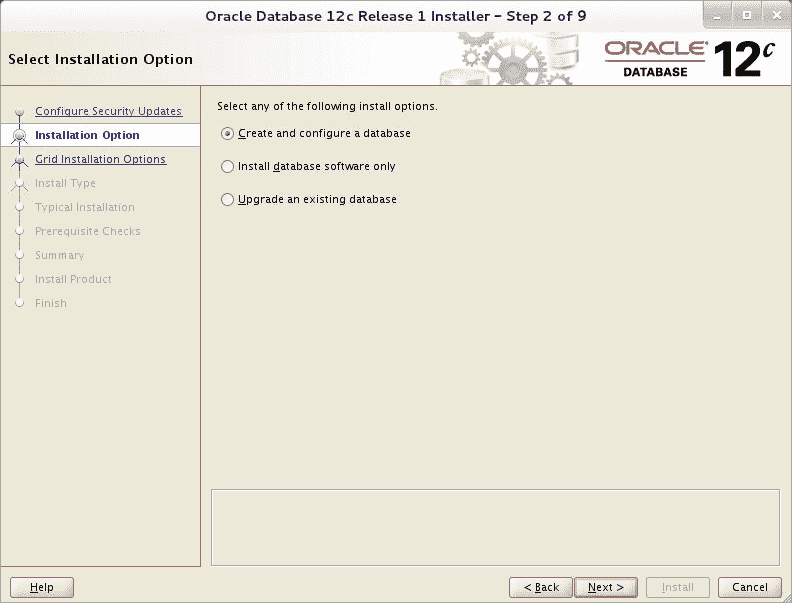 Oracle Database 12c Release 1 Installer – Step 2 of 9
Select Installation Option
ORACLE®
DATABASE
12c
Configure Security Updates
Installation Option
Grid Installation Options
Install Type
Typical Installation
Prerequisite Checks
Summary
Install Product
Finish
Select any of the following install options.
Create and configure a database
Install database software only
Upgrade an existing database
Help
< Back
Next >
Install
Cancel